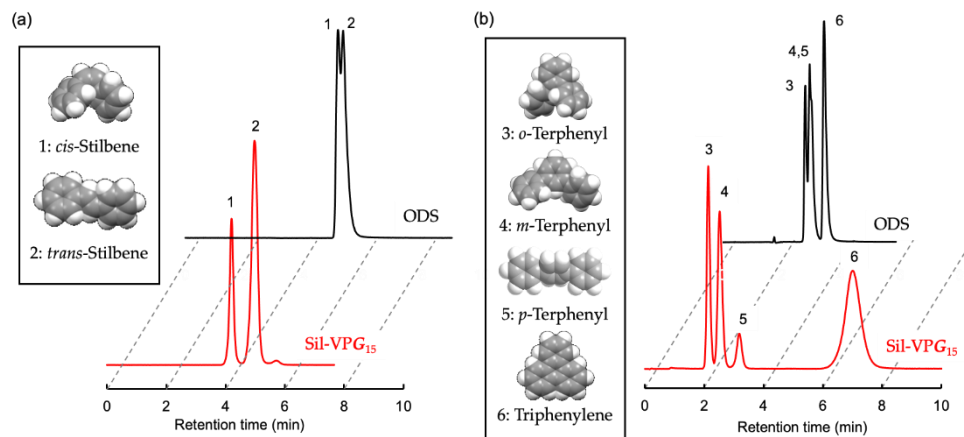 (a)
1 2
1: cis-Stilbene
2
1
ODS
2: trans-Stilbene
Sil-VPG15
0 2 4 6 8 10
Retention time (min)
(b)
6
4,5
3
3: o-Terphenyl
3
4
ODS
4: m-Terphenyl
6
5: p-Terphenyl
5
Sil-VPG15
6: Triphenylene
0 2 4 6 8 10
Retention time (min)